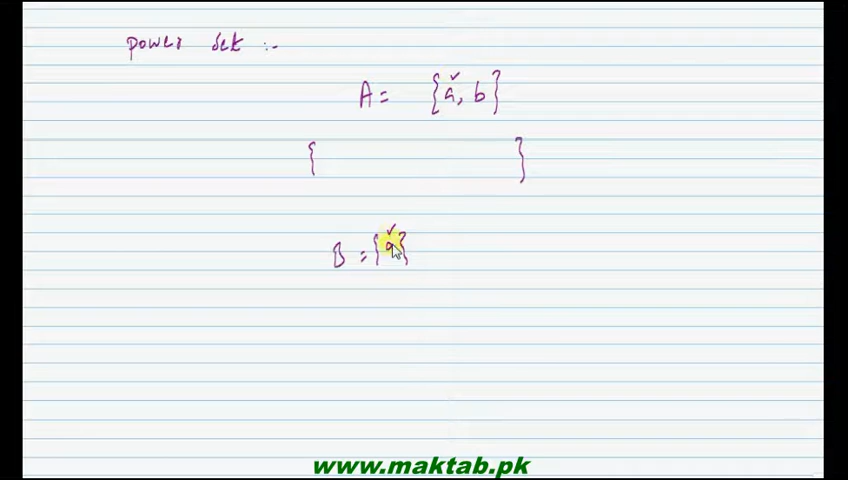 power set :-
A = {a, b}
{ }
B = {a}
www.maktab.pk